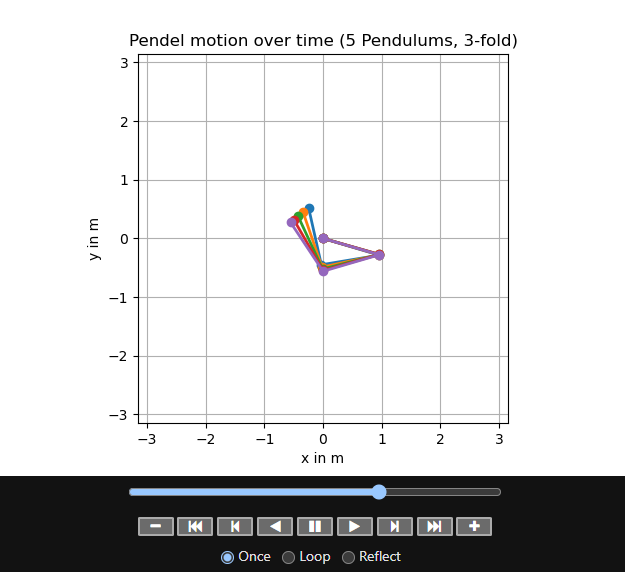 Pendel motion over time (5 Pendulums, 3-fold)
3
2
1
0
−1
−2
−3
y in m
−3 −2 −1 0 1 2 3
x in m
Once Loop Reflect